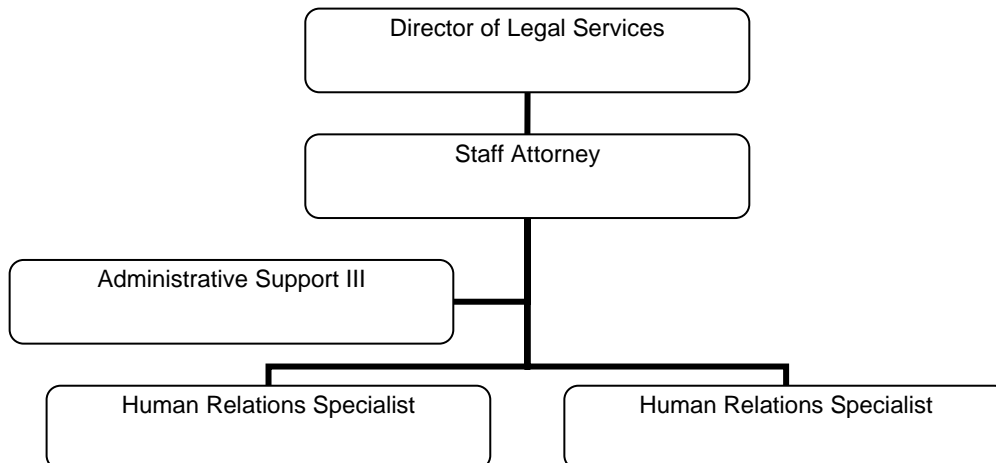 Director of Legal Services
Staff Attorney
Administrative Support III
Human Relations Specialist
Human Relations Specialist